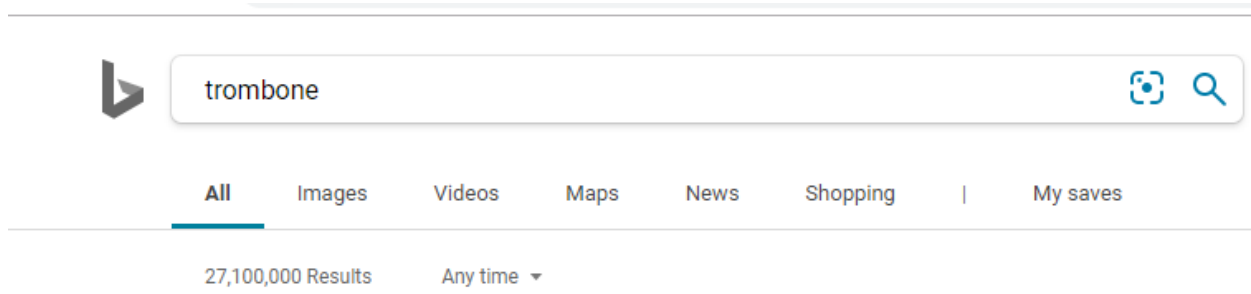 trombone
All Images Videos Maps News Shopping | My saves
27,100,000 Results Any time